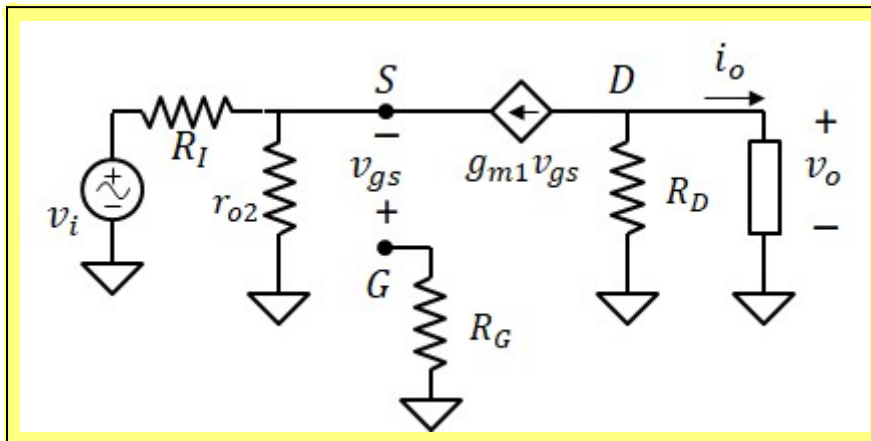 S
D
i_o
+
R_I
−
+
v_gs
g_m1 v_gs
v_o
r_o2
R_D
+
−
v_i
+
−
G
R_G